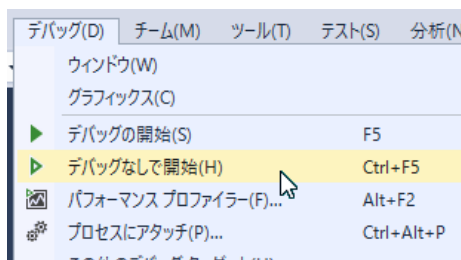 デバッグ(D) チーム(M) ツール(T) テスト(S) 分析(N
ウィンドウ(W)
グラフィックス(C)
デバッグの開始(S) F5
デバッグなしで開始(H) Ctrl+F5
パフォーマンス プロファイラー(F)... Alt+F2
プロセスにアタッチ(P)... Ctrl+Alt+P